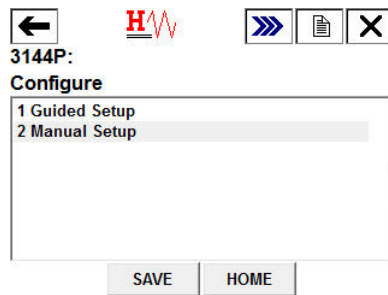 H
3144P:
Configure
1 Guided Setup
2 Manual Setup
SAVE HOME